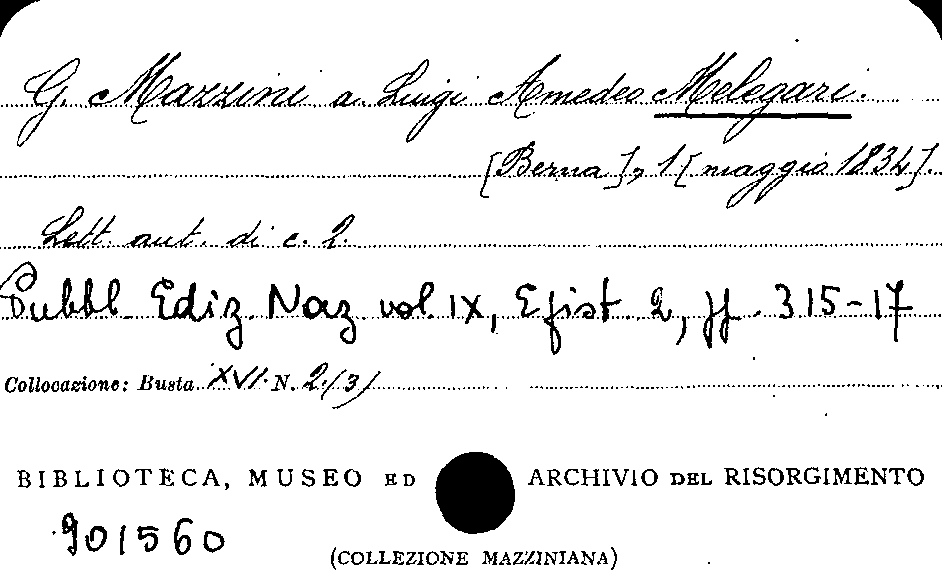 G. Mazzini a Luigi Amedeo Melegari.
[Berna], 1[maggio 1834].
Lett. aut. di c. 2.
Pubbl. Ediz. Naz. vol. IX, Epist. 2, pp. 315-17
Collocazione: Busta XVI. N. 2/3/
BIBLIOTECA, MUSEO ED ARCHIVIO DEL RISORGIMENTO
901560
(COLLEZIONE MAZZINIANA)